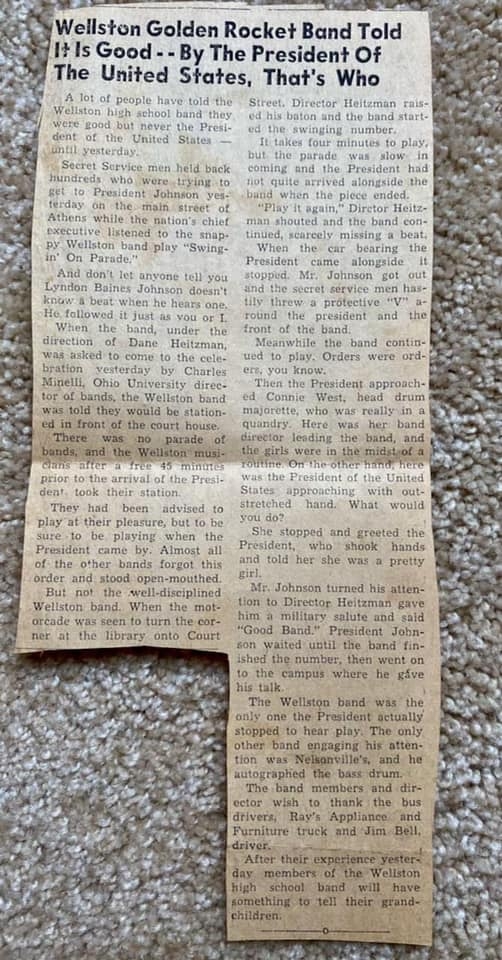 Wellston Golden Rocket Band Told
It Is Good -- By The President Of
The United States, That's Who
A lot of people have told the
Wellston high school band they
were good but never the Presi-
dent of the United States —
until yesterday.
Secret Service men held back
hundreds who were trying to
get to President Johnson yes-
terday on the main street of
Athens while the nation's chief
executive listened to the snap-
py Wellston band play "Swing-
in' On Parade."
And don't let anyone tell you
Lyndon Baines Johnson doesn't
know a beat when he hears one.
He followed it just as you or I.
When the band, under the
direction of Dane Heitzman,
was asked to come to the cele-
bration yesterday by Charles
Minelli, Ohio University direc-
tor of bands, the Wellston band
was told they would be station-
ed in front of the court house.
There was no parade of
bands, and the Wellston musi-
cians after a free 45 minutes
prior to the arrival of the Presi-
dent took their station.
They had been advised to
play at their pleasure, but to be
sure to be playing when the
President came by. Almost all
of the other bands forgot this
order and stood open-mouthed.
But not the well-disciplined
Wellston band. When the mot-
orcade was seen to turn the cor-
ner at the library onto Court
Street, Director Heitzman rais-
ed his baton and the band start-
ed the swinging number.
It takes four minutes to play,
but the parade was slow in
coming and the President had
not quite arrived alongside the
band when the piece ended.
"Play it again," Dirctor Heitz-
man shouted and the band con-
tinued, scarcely missing a beat.
When the car bearing the
President came alongside it
stopped. Mr. Johnson got out
and the secret service men has-
tily threw a protective "V" a-
round the president and the
front of the band.
Meanwhile the band contin-
ued to play. Orders were ord-
ers, you know.
Then the President approach-
ed Connie West, head drum
majorette, who was really in a
quandry. Here was her band
director leading the band, and
the girls were in the midst of a
routine. On the other hand, here
was the President of the United
States approaching with out-
stretched hand. What would
you do?
She stopped and greeted the
President, who shook hands
and told her she was a pretty
girl.
Mr. Johnson turned his atten-
tion to Director Heitzman gave
him a military salute and said
"Good Band." President John-
son waited until the band fin-
ished the number, then went on
to the campus where he gave
his talk.
The Wellston band was the
only one the President actually
stopped to hear play. The only
other band engaging his atten-
tion was Nelsonville's, and he
autographed the bass drum.
The band members and dir-
ector wish to thank the bus
drivers, Ray's Appliance and
Furniture truck and Jim Bell,
driver.
After their experience yester-
day members of the Wellston
high school band will have
something to tell their grand-
children.